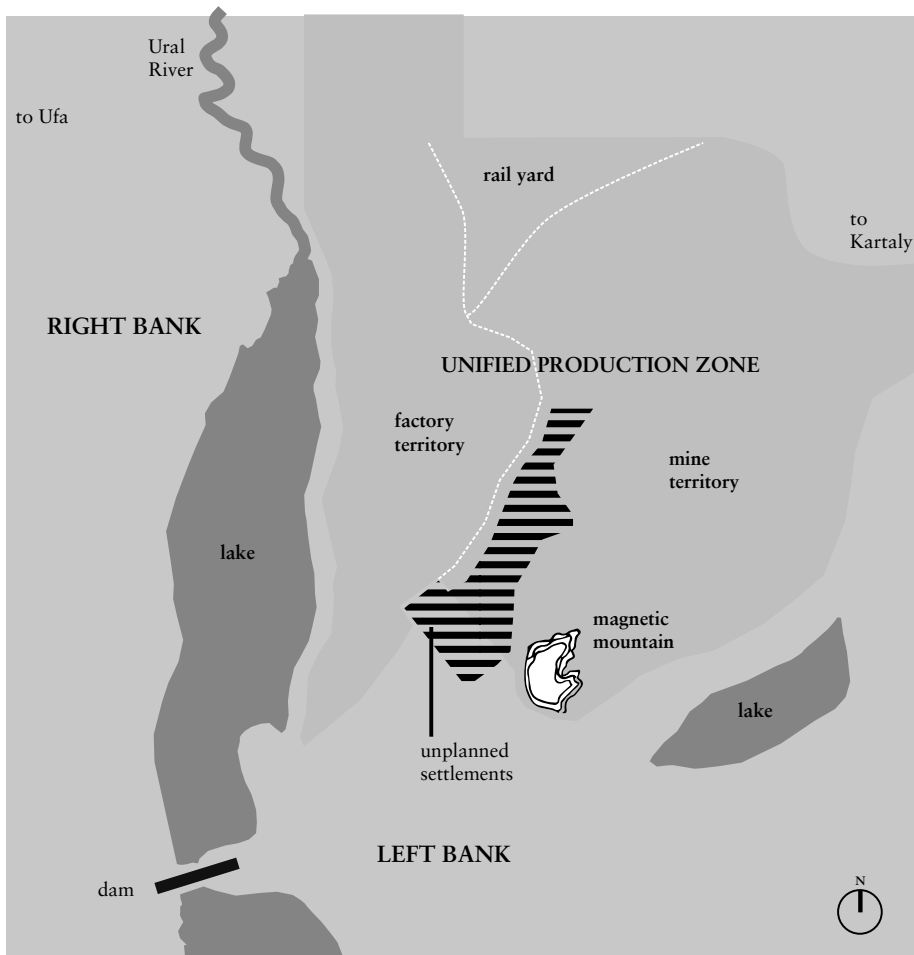 Ural
River
to Ufa
rail yard
to
Kartaly
RIGHT BANK
UNIFIED PRODUCTION ZONE
factory
territory
mine
territory
lake
magnetic
mountain
lake
unplanned
settlements
LEFT BANK
dam
N